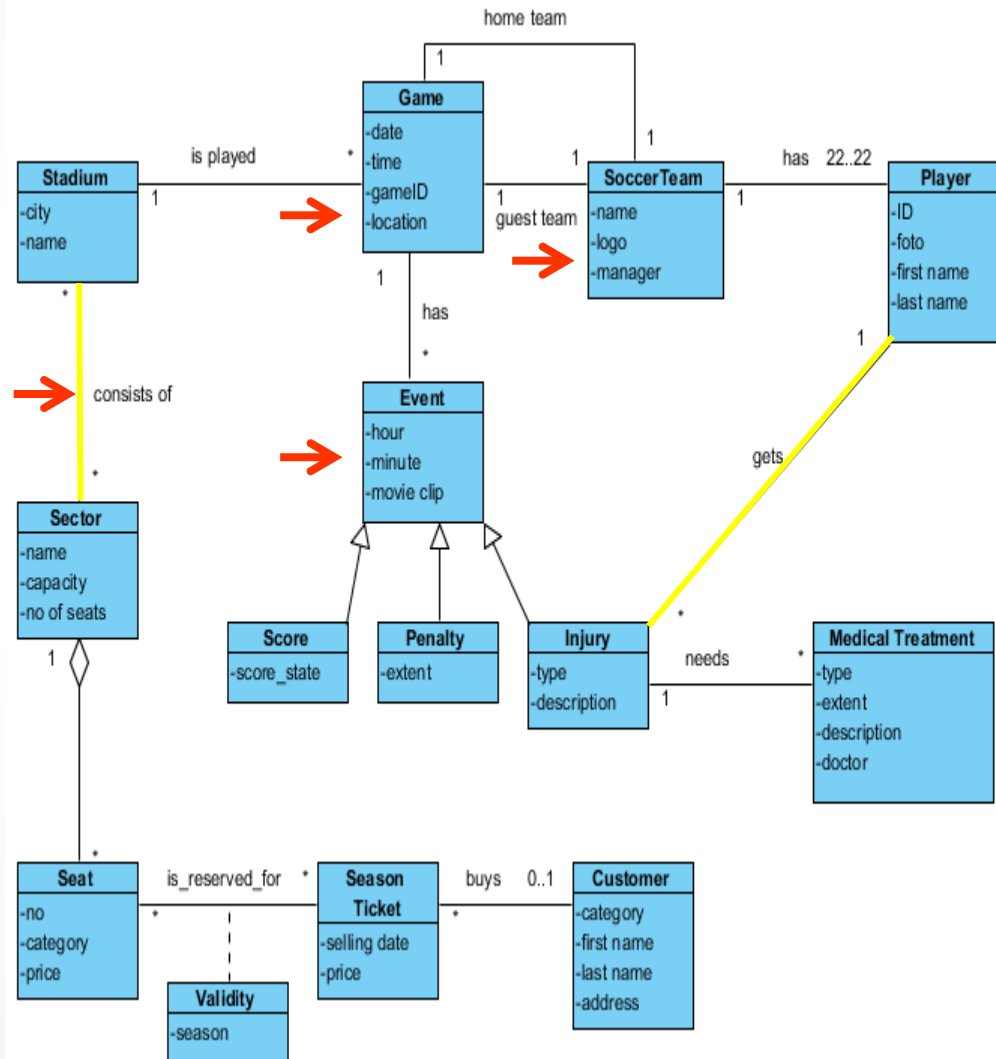 home team
1
Game
-date
-time
-gameID
-location
is played
*
1
1
1
1
guest team
has 22..22
1
Stadium
-city
-name
SoccerTeam
-name
-logo
-manager
Player
-ID
-foto
-first name
-last name
*
1
has
*
1
consists of
*
Event
-hour
-minute
-movie clip
gets
*
Sector
-name
-capacity
-no of seats
Score
-score_state
Penalty
-extent
Injury
-type
-description
needs
*
1
Medical Treatment
-type
-extent
-description
-doctor
1
*
Seat
-no
-category
-price
is_reserved_for *
*
Season
Ticket
-selling date
-price
buys 0..1
*
Customer
-category
-first name
-last name
-address
Validity
-season